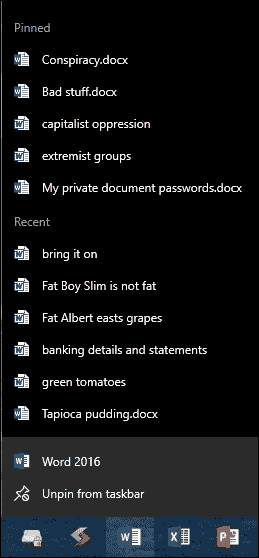 Pinned
Conspiracy.docx
Bad stuff.docx
capitalist oppression
extremist groups
My private document passwords.docx
Recent
bring it on
Fat Boy Slim is not fat
Fat Albert easts grapes
banking details and statements
green tomatoes
Tapioca pudding.docx
Word 2016
Unpin from taskbar